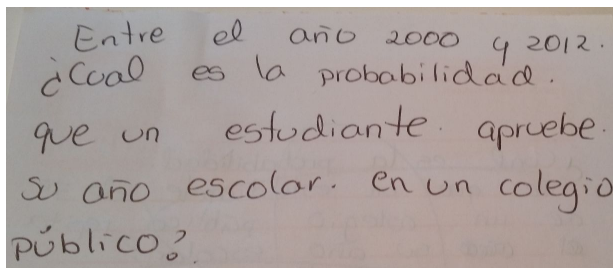 Entre el año 2000 y 2012.
¿Cual es la probabilidad.
que un estudiante. apruebe.
su año escolar. en un colegio
público?